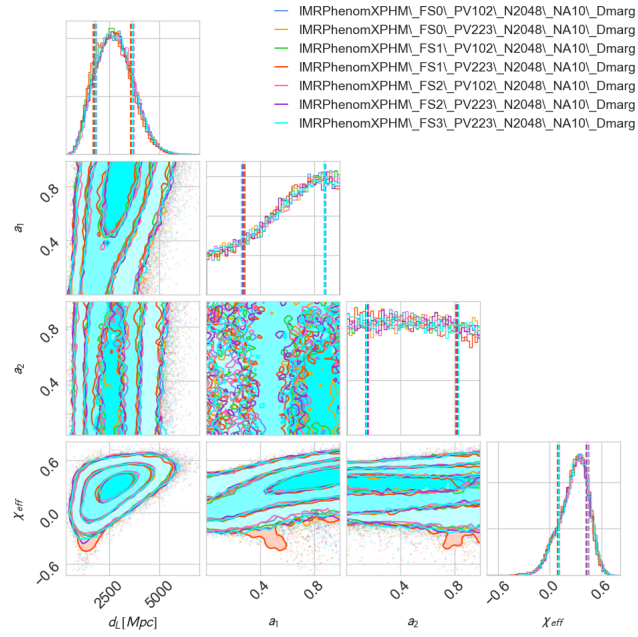 IMRPhenomXPHM\_FS0\_PV102\_N2048\_NA10\_Dmarg
IMRPhenomXPHM\_FS0\_PV223\_N2048\_NA10\_Dmarg
IMRPhenomXPHM\_FS1\_PV102\_N2048\_NA10\_Dmarg
IMRPhenomXPHM\_FS1\_PV223\_N2048\_NA10\_Dmarg
IMRPhenomXPHM\_FS2\_PV102\_N2048\_NA10\_Dmarg
IMRPhenomXPHM\_FS2\_PV223\_N2048\_NA10\_Dmarg
IMRPhenomXPHM\_FS3\_PV223\_N2048\_NA10\_Dmarg
0.8
a₁
0.4
0.8
a₂
0.4
0.6
χeff
0.0
−0.6
2500 5000 0.4 0.8 0.4 0.8 −0.6 0.0 0.6
dL[Mpc] a₁ a₂ χeff